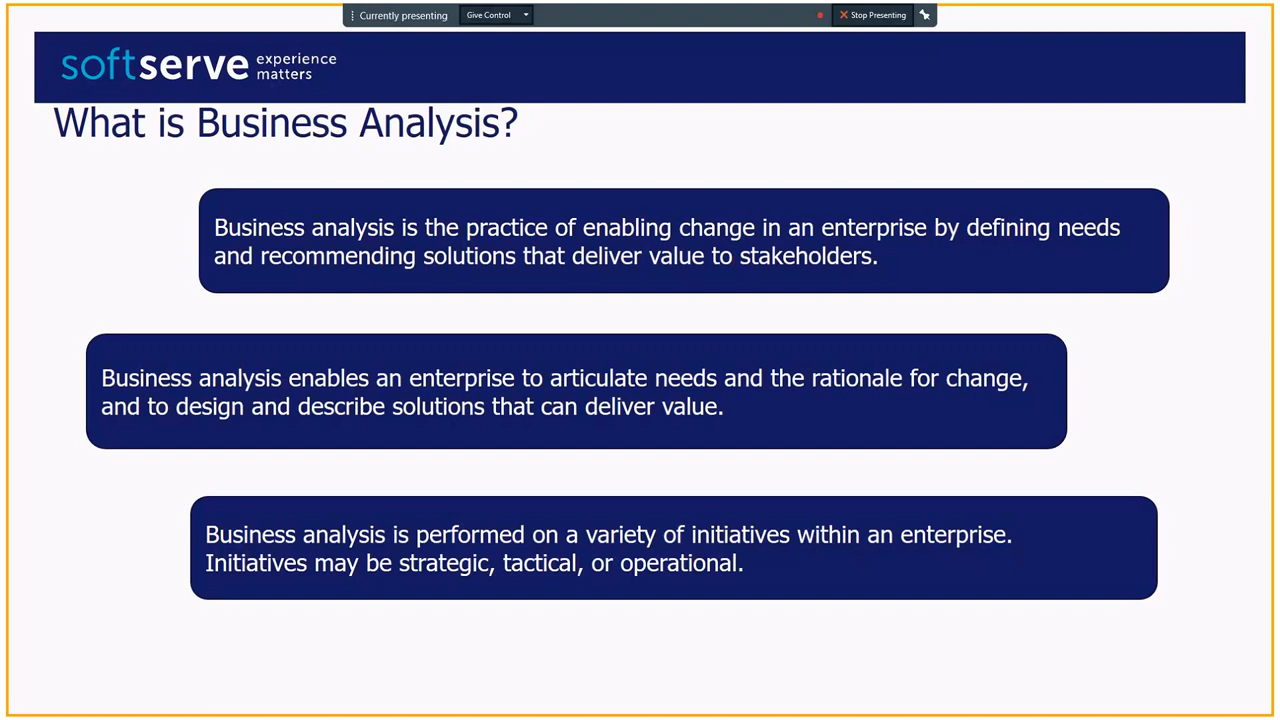 Currently presenting Give Control Stop Presenting
softserve experience
matters
What is Business Analysis?
Business analysis is the practice of enabling change in an enterprise by defining needs
and recommending solutions that deliver value to stakeholders.
Business analysis enables an enterprise to articulate needs and the rationale for change,
and to design and describe solutions that can deliver value.
Business analysis is performed on a variety of initiatives within an enterprise.
Initiatives may be strategic, tactical, or operational.